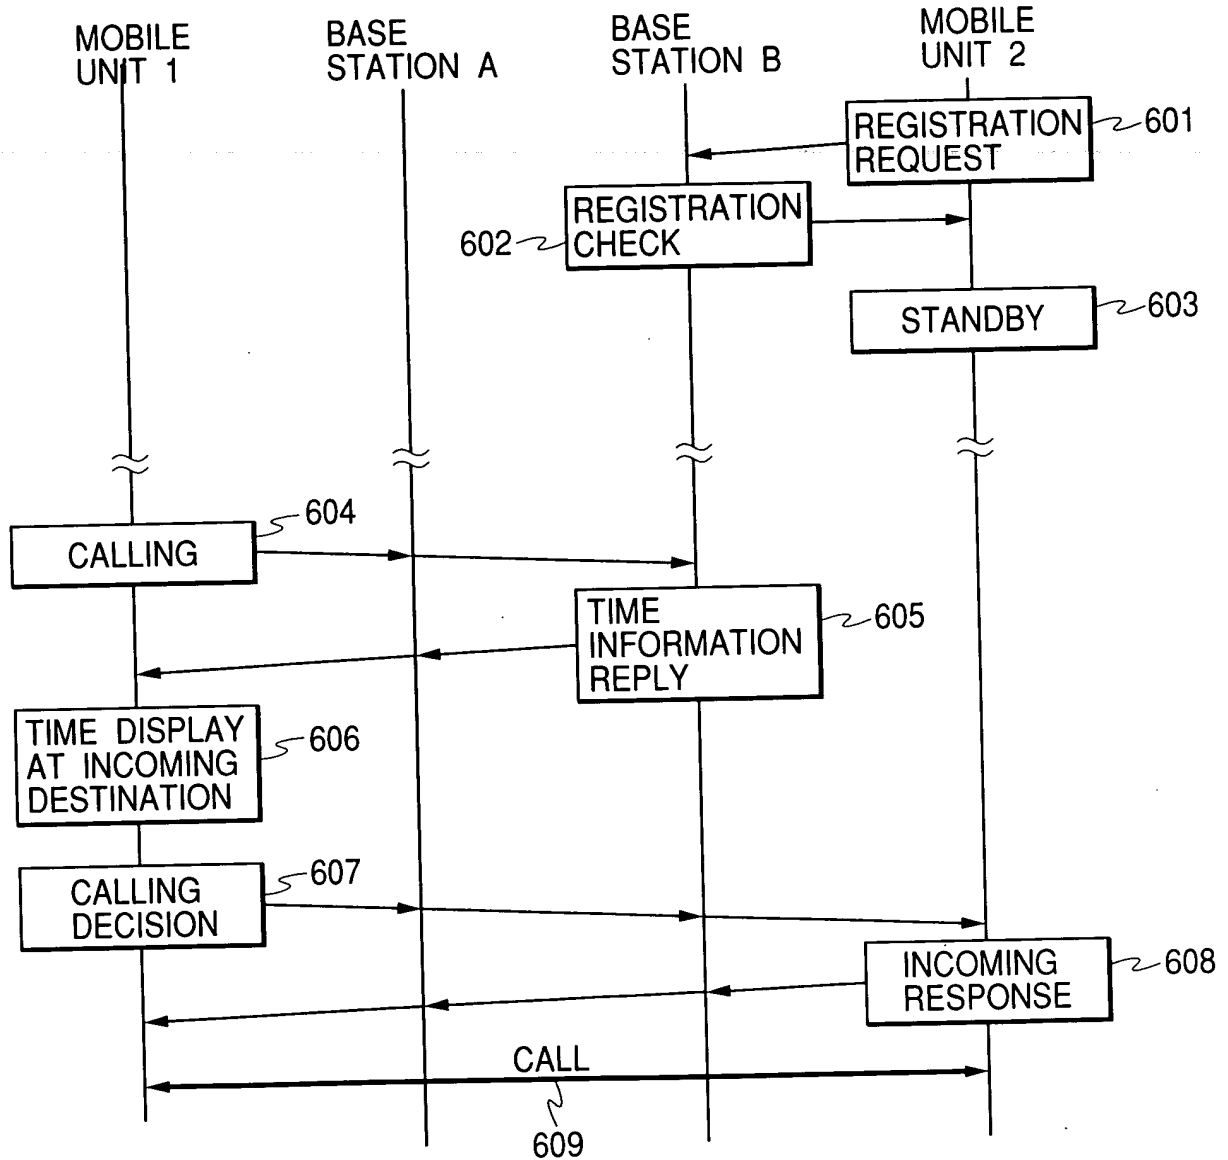 MOBILE
UNIT 1
BASE
STATION A
BASE
STATION B
MOBILE
UNIT 2
REGISTRATION
REQUEST
601
REGISTRATION
CHECK
602
STANDBY
603
CALLING
604
TIME
INFORMATION
REPLY
605
TIME DISPLAY
AT INCOMING
DESTINATION
606
CALLING
DECISION
607
INCOMING
RESPONSE
608
CALL
609